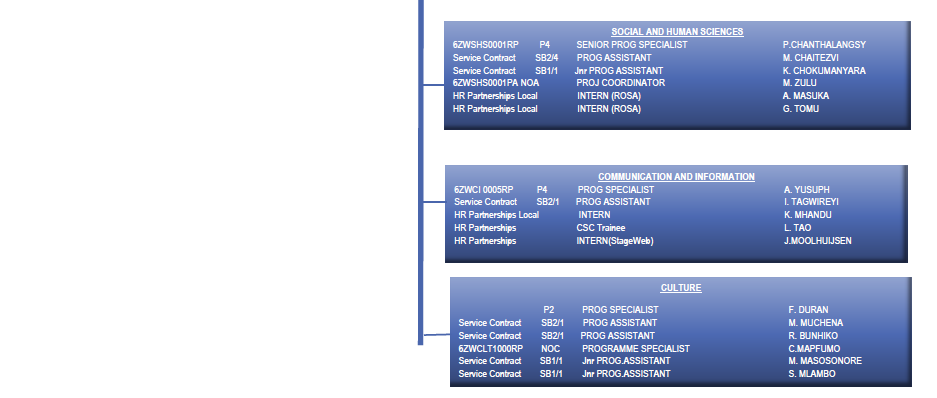 SOCIAL AND HUMAN SCIENCES
6ZWSHS0001RP P4 SENIOR PROG SPECIALIST P.CHANTHALANGSY
Service Contract SB2/4 PROG ASSISTANT M. CHAITEZVI
Service Contract SB1/1 Jnr PROG ASSISTANT K. CHOKUMANYARA
6ZWSHS0001PA NOA PROJ COORDINATOR M. ZULU
HR Partnerships Local INTERN (ROSA) A. MASUKA
HR Partnerships Local INTERN (ROSA) G. TOMU
COMMUNICATION AND INFORMATION
6ZWCI 0005RP P4 PROG SPECIALIST A. YUSUPH
Service Contract SB2/1 PROG ASSISTANT I. TAGWIREYI
HR Partnerships Local INTERN K. MHANDU
HR Partnerships CSC Trainee L. TAO
HR Partnerships INTERN(StageWeb) J.MOOLHUIJSEN
CULTURE
P2 PROG SPECIALIST F. DURAN
Service Contract SB2/1 PROG ASSISTANT M. MUCHENA
Service Contract SB2/1 PROG ASSISTANT R. BUNHIKO
6ZWCLT1000RP NOC PROGRAMME SPECIALIST C.MAPFUMO
Service Contract SB1/1 Jnr PROG.ASSISTANT M. MASOSONORE
Service Contract SB1/1 Jnr PROG.ASSISTANT S. MLAMBO